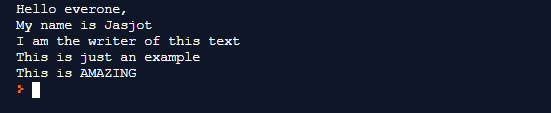 Hello everone,
My name is Jasjot
I am the writer of this text
This is just an example
This is AMAZING
>